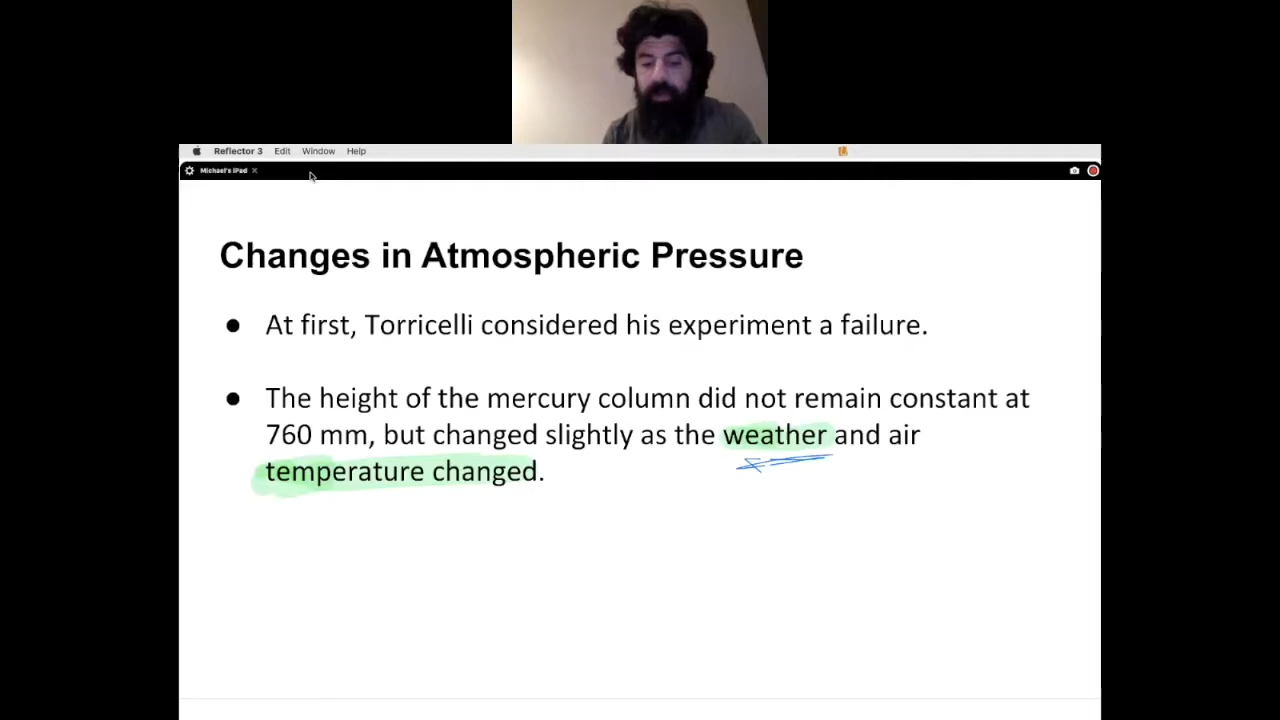 Reflector 3 Edit Window Help
Michael's iPad
Changes in Atmospheric Pressure
● At first, Torricelli considered his experiment a failure.
● The height of the mercury column did not remain constant at
760 mm, but changed slightly as the weather and air
temperature changed.